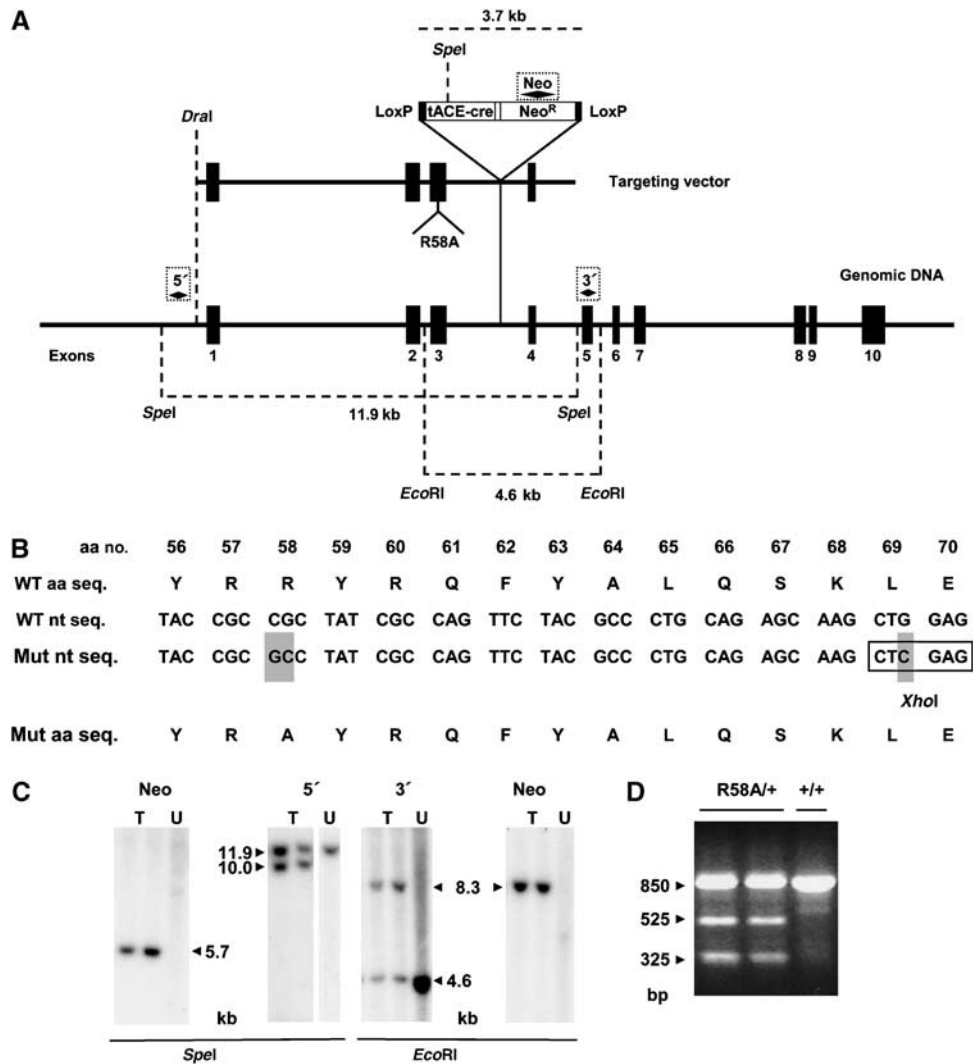 A
3.7 kb
SpeI
Neo
DraI
LoxP tACE-cre NeoR LoxP
Targeting vector
R58A
5´ 3´
Genomic DNA
Exons 1 2 3 4 5 6 7 8 9 10
SpeI 11.9 kb SpeI
EcoRI 4.6 kb EcoRI
B
aa no. 56 57 58 59 60 61 62 63 64 65 66 67 68 69 70
WT aa seq. Y R R Y R Q F Y A L Q S K L E
WT nt seq. TAC CGC CGC TAT CGC CAG TTC TAC GCC CTG CAG AGC AAG CTG GAG
Mut nt seq. TAC CGC GCC TAT CGC CAG TTC TAC GCC CTG CAG AGC AAG CTC GAG
XhoI
Mut aa seq. Y R A Y R Q F Y A L Q S K L E
C
Neo 5´ 3´ Neo
T U T U T U T U
11.9
10.0
8.3
5.7
4.6
kb kb
SpeI EcoRI
D
R58A/+ +/+
850
525
325
bp